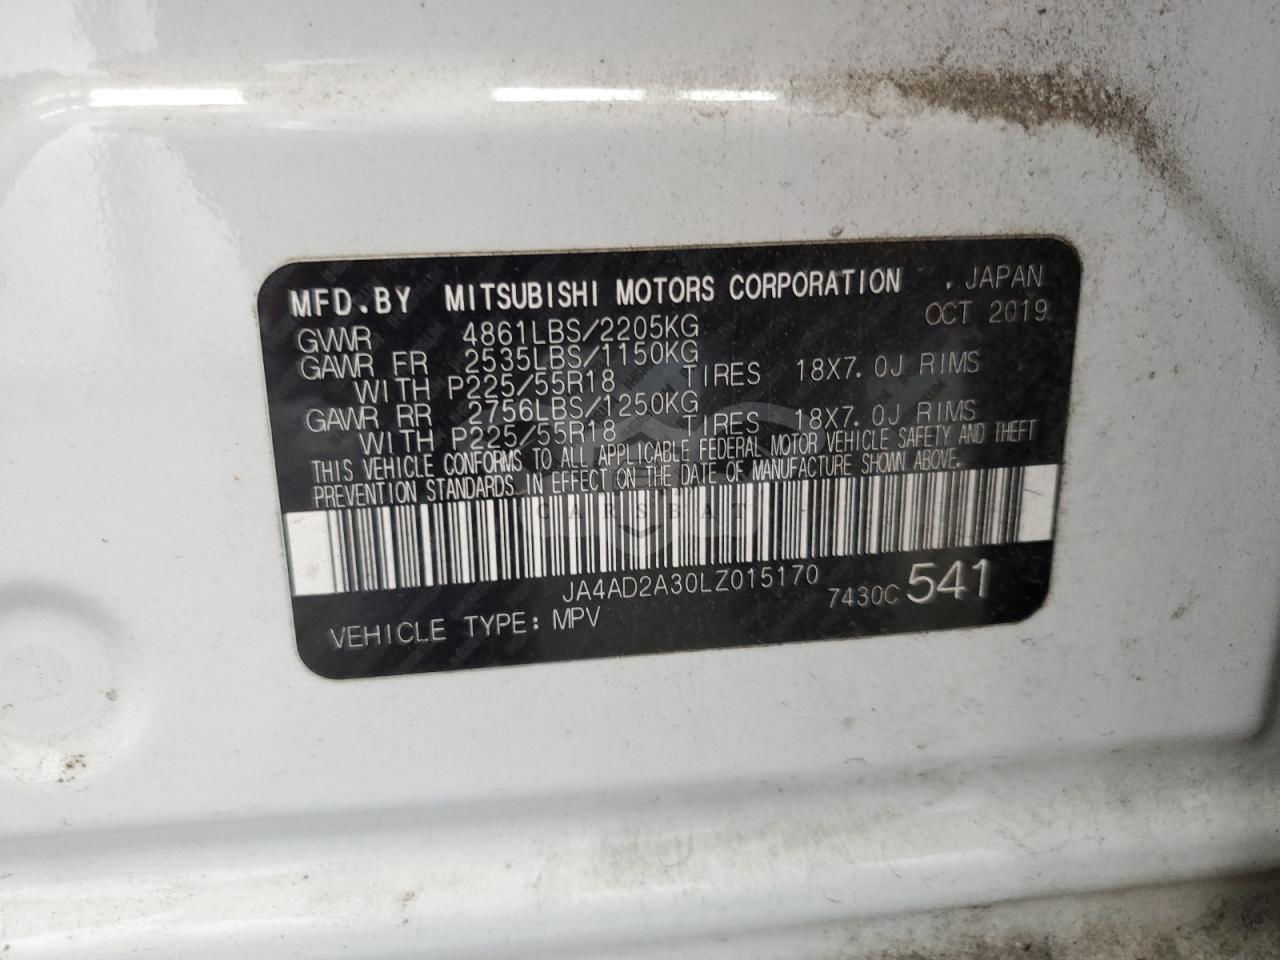 MFD.BY MITSUBISHI MOTORS CORPORATION , JAPAN
GVWR 4861LBS/2205KG OCT 2019
GAWR FR 2535LBS/1150KG
WITH P225/55R18 TIRES 18X7.0J RIMS
GAWR RR 2756LBS/1250KG
WITH P225/55R18 TIRES 18X7.0J RIMS
THIS VEHICLE CONFORMS TO ALL APPLICABLE FEDERAL MOTOR VEHICLE SAFETY AND THEFT
PREVENTION STANDARDS IN EFFECT ON THE DATE OF MANUFACTURE SHOWN ABOVE.
CARSBAT
JA4AD2A30LZ015170
7430C 541
VEHICLE TYPE: MPV